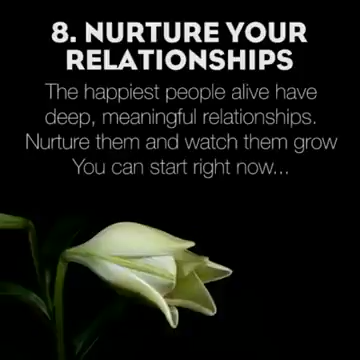 8. NURTURE YOUR
RELATIONSHIPS
The happiest people alive have
deep, meaningful relationships.
Nurture them and watch them grow
You can start right now...